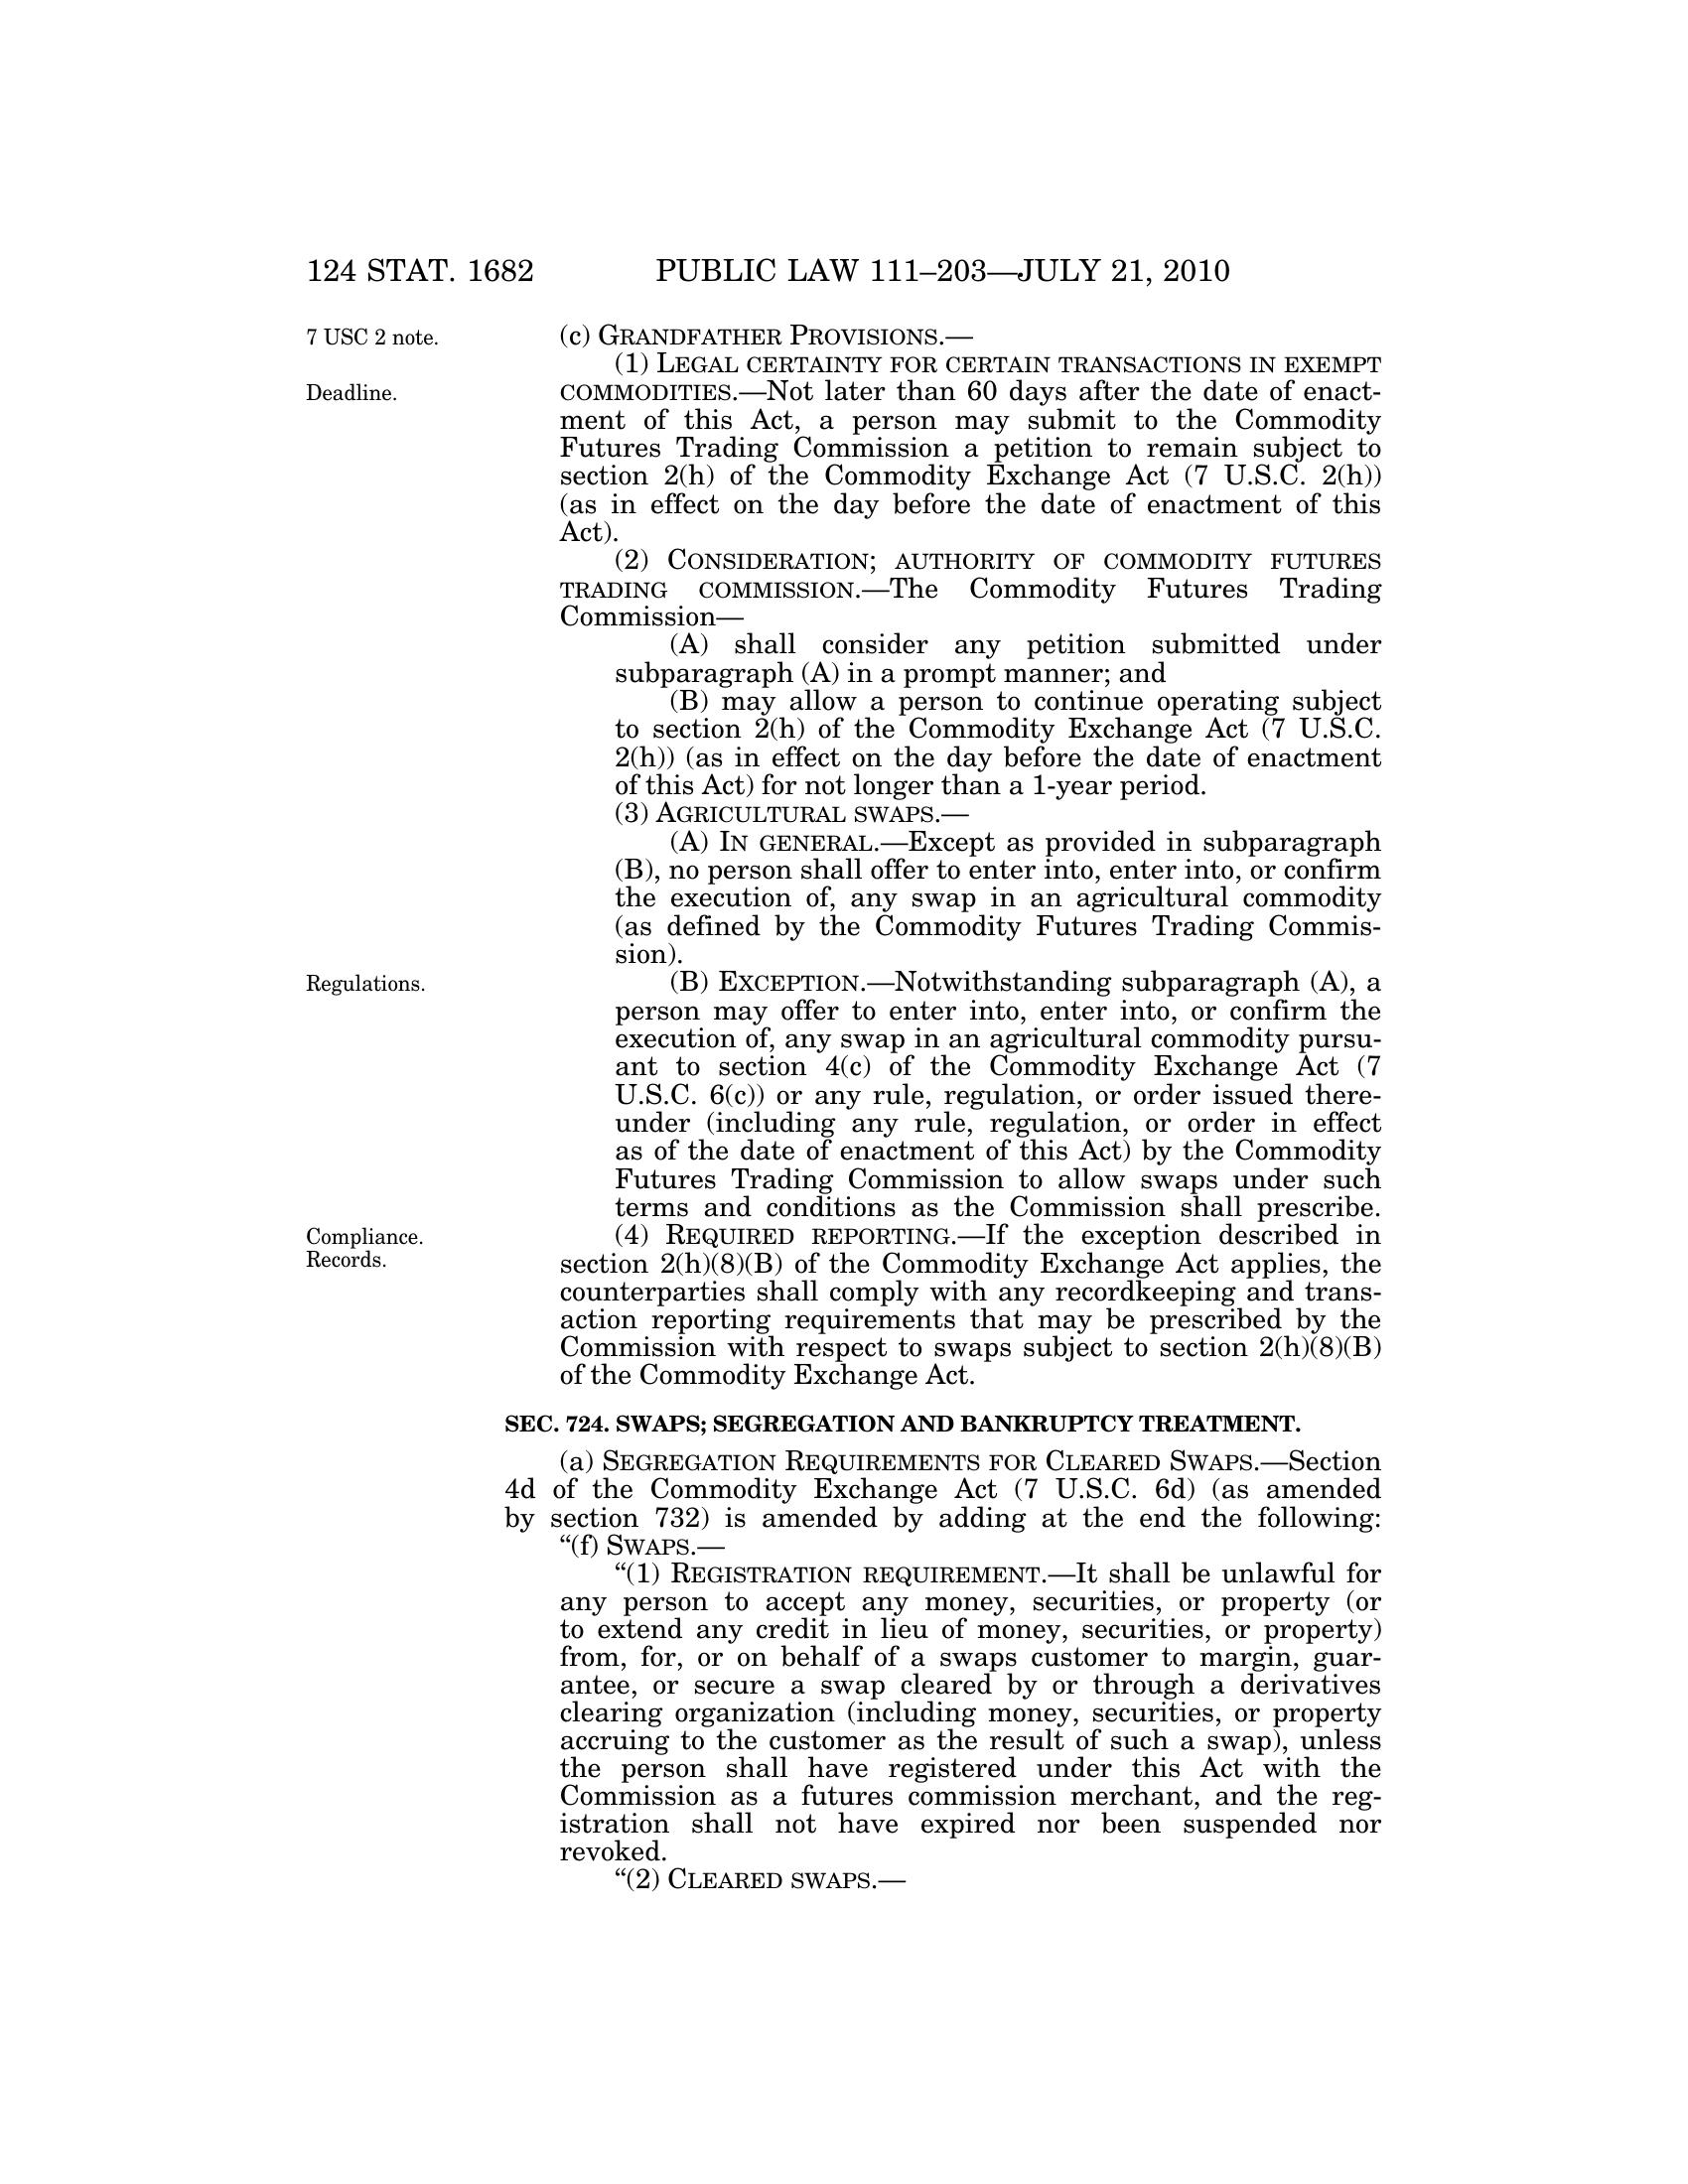 124 STAT. 1682 PUBLIC LAW 111–203—JULY 21, 2010
7 USC 2 note.
(c) GRANDFATHER PROVISIONS.—
(1) LEGAL CERTAINTY FOR CERTAIN TRANSACTIONS IN EXEMPT
Deadline.
COMMODITIES.—Not later than 60 days after the date of enact-
ment of this Act, a person may submit to the Commodity
Futures Trading Commission a petition to remain subject to
section 2(h) of the Commodity Exchange Act (7 U.S.C. 2(h))
(as in effect on the day before the date of enactment of this
Act).
(2) CONSIDERATION; AUTHORITY OF COMMODITY FUTURES
TRADING COMMISSION.—The Commodity Futures Trading
Commission—
(A) shall consider any petition submitted under
subparagraph (A) in a prompt manner; and
(B) may allow a person to continue operating subject
to section 2(h) of the Commodity Exchange Act (7 U.S.C.
2(h)) (as in effect on the day before the date of enactment
of this Act) for not longer than a 1-year period.
(3) AGRICULTURAL SWAPS.—
(A) IN GENERAL.—Except as provided in subparagraph
(B), no person shall offer to enter into, enter into, or confirm
the execution of, any swap in an agricultural commodity
(as defined by the Commodity Futures Trading Commis-
sion).
Regulations.
(B) EXCEPTION.—Notwithstanding subparagraph (A), a
person may offer to enter into, enter into, or confirm the
execution of, any swap in an agricultural commodity pursu-
ant to section 4(c) of the Commodity Exchange Act (7
U.S.C. 6(c)) or any rule, regulation, or order issued there-
under (including any rule, regulation, or order in effect
as of the date of enactment of this Act) by the Commodity
Futures Trading Commission to allow swaps under such
terms and conditions as the Commission shall prescribe.
Compliance.
Records.
(4) REQUIRED REPORTING.—If the exception described in
section 2(h)(8)(B) of the Commodity Exchange Act applies, the
counterparties shall comply with any recordkeeping and trans-
action reporting requirements that may be prescribed by the
Commission with respect to swaps subject to section 2(h)(8)(B)
of the Commodity Exchange Act.
SEC. 724. SWAPS; SEGREGATION AND BANKRUPTCY TREATMENT.
(a) SEGREGATION REQUIREMENTS FOR CLEARED SWAPS.—Section
4d of the Commodity Exchange Act (7 U.S.C. 6d) (as amended
by section 732) is amended by adding at the end the following:
“(f) SWAPS.—
“(1) REGISTRATION REQUIREMENT.—It shall be unlawful for
any person to accept any money, securities, or property (or
to extend any credit in lieu of money, securities, or property)
from, for, or on behalf of a swaps customer to margin, guar-
antee, or secure a swap cleared by or through a derivatives
clearing organization (including money, securities, or property
accruing to the customer as the result of such a swap), unless
the person shall have registered under this Act with the
Commission as a futures commission merchant, and the reg-
istration shall not have expired nor been suspended nor
revoked.
“(2) CLEARED SWAPS.—